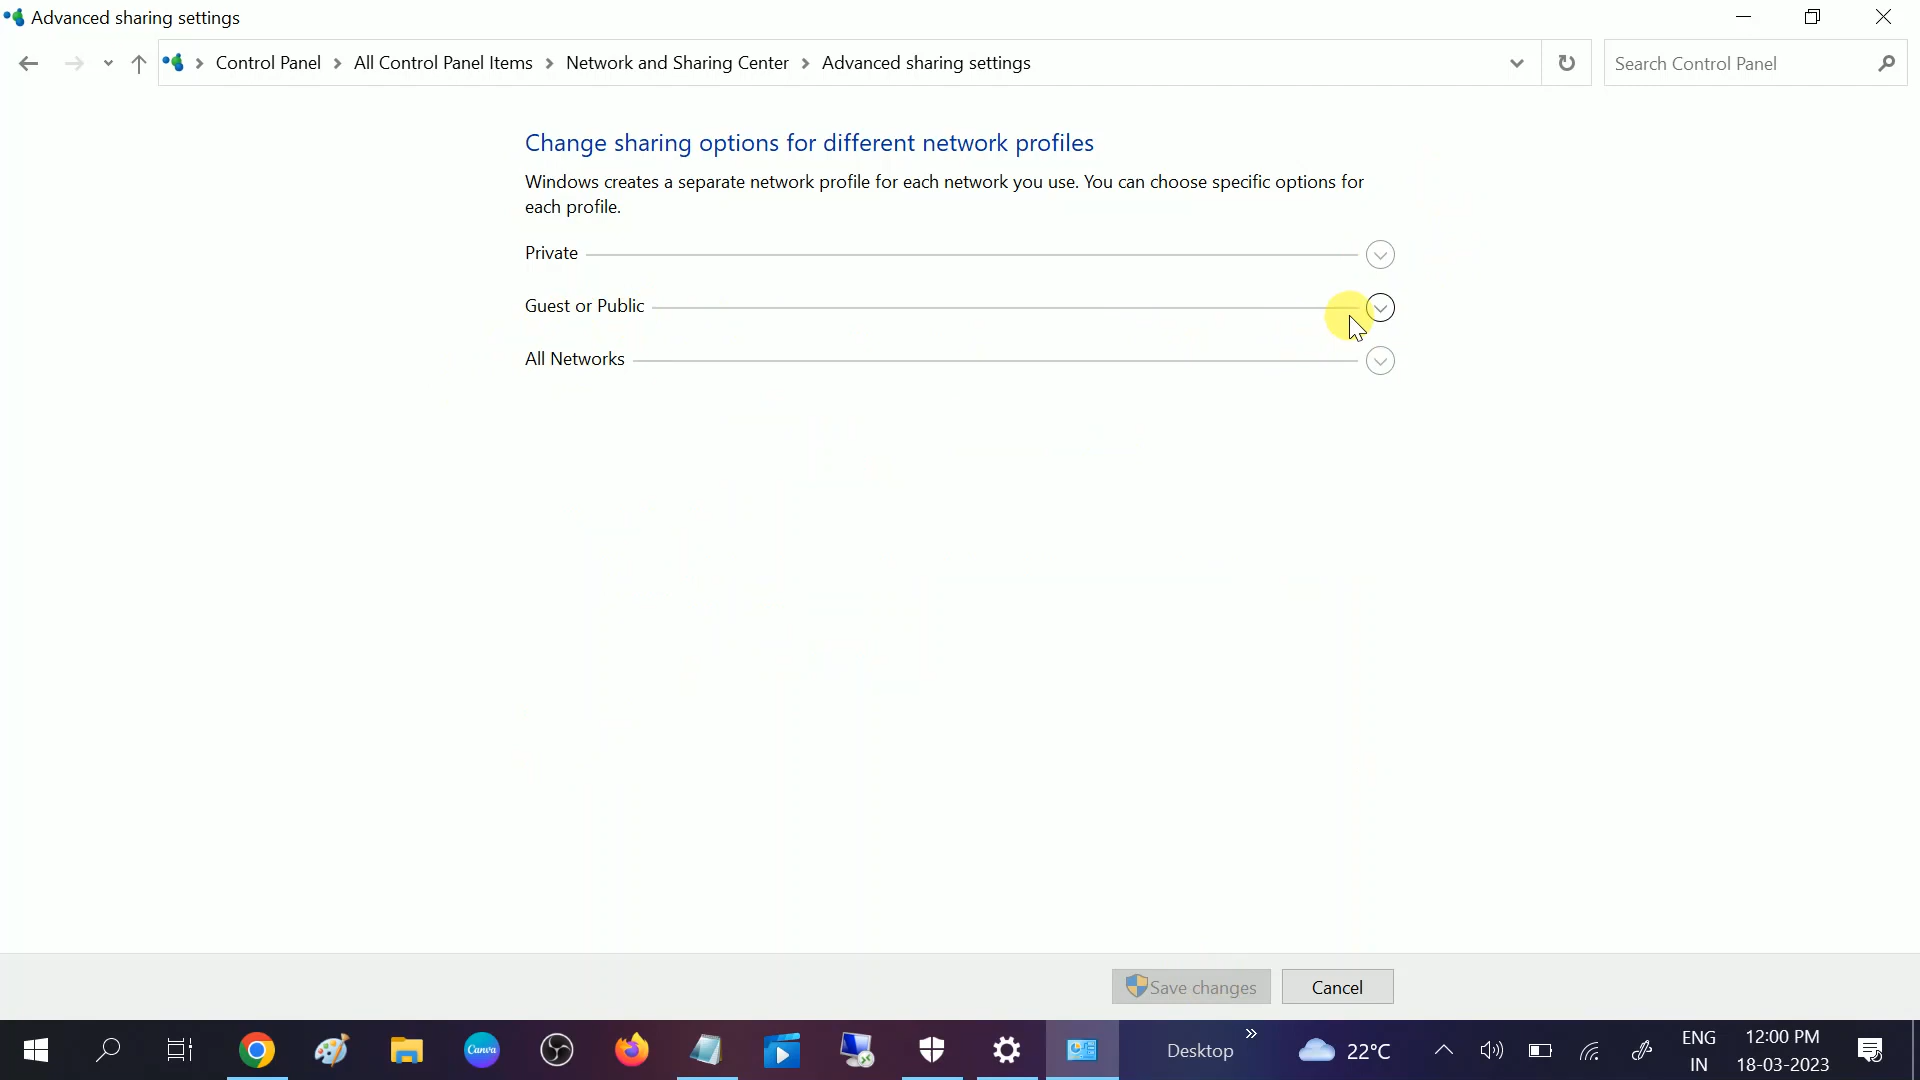 Advanced sharing settings
Control Panel
All Control Panel Items
Network and Sharing Center
Advanced sharing settings
Search Control Panel
Change sharing options for different network profiles
Windows creates a separate network profile for each network you use. You can choose specific options for
each profile.
Private
Guest or Public
All Networks
Save changes
Cancel
Canva
Desktop
22°C
ENG
IN
12:00 PM
18-03-2023